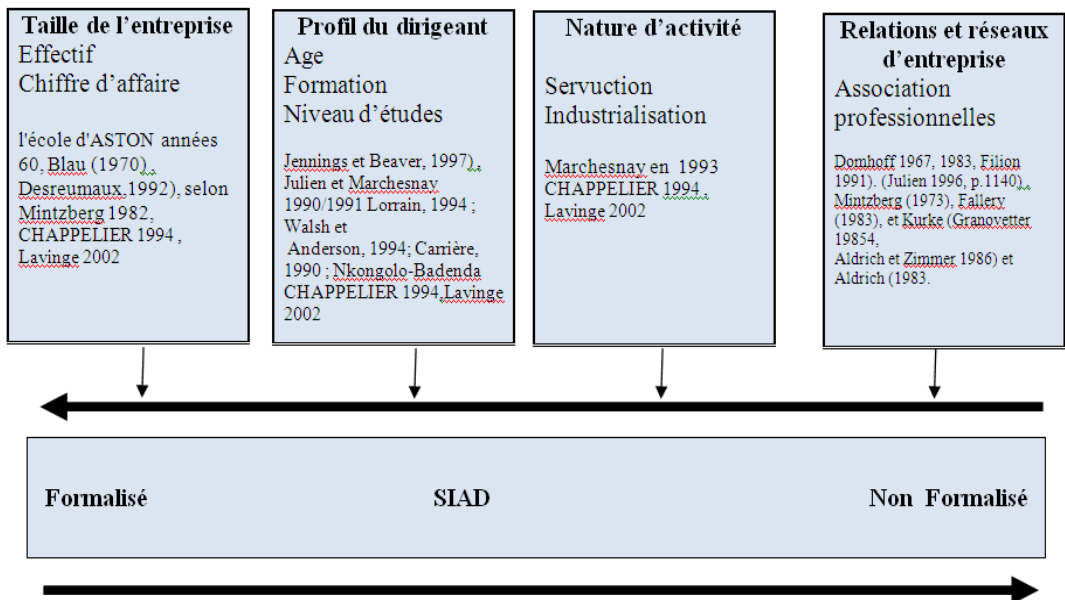 Taille de l'entreprise
Effectif
Chiffre d'affaire
l'école d'ASTON années
60, Blau (1970),
Desreumaux.1992), selon
Mintzberg 1982,
CHAPPELIER 1994 ,
Lavinge 2002
Profil du dirigeant
Age
Formation
Niveau d'études
Jennings et Beaver, 1997),
Julien et Marchesnay
1990/1991 Lorrain, 1994 ;
Walsh et
Anderson, 1994; Carrière,
1990 ; Nkongolo-Badenda
CHAPPELIER 1994,Lavinge
2002
Nature d'activité
Servuction
Industrialisation
Marchesnay en 1993
CHAPPELIER 1994 ,
Lavinge 2002
Relations et réseaux
d'entreprise
Association
professionnelles
Domhoff 1967, 1983, Filion
1991). (Julien 1996, p.1140),
Mintzberg (1973), Fallery
(1983), et Kurke (Granovetter
19854,
Aldrich et Zimmer 1986) et
Aldrich (1983.
Formalisé SIAD Non Formalisé